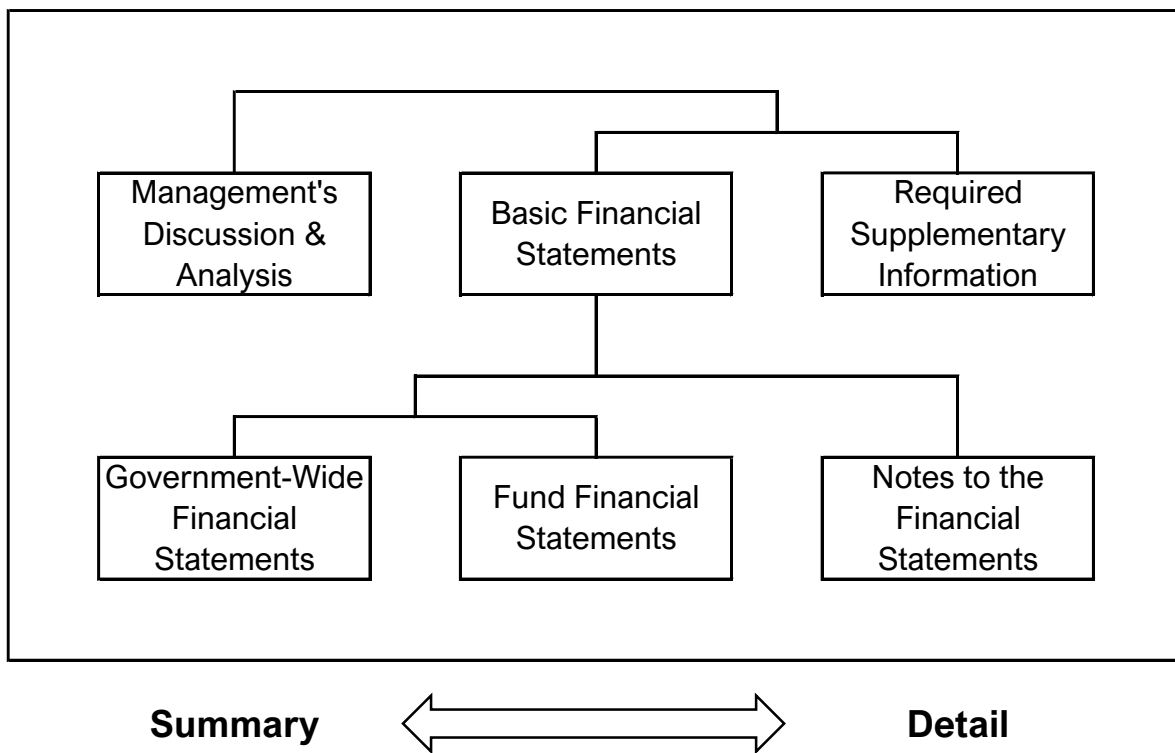 Management's
Discussion &
Analysis
Basic Financial
Statements
Required
Supplementary
Information
Government-Wide
Financial
Statements
Fund Financial
Statements
Notes to the
Financial
Statements
Summary
Detail